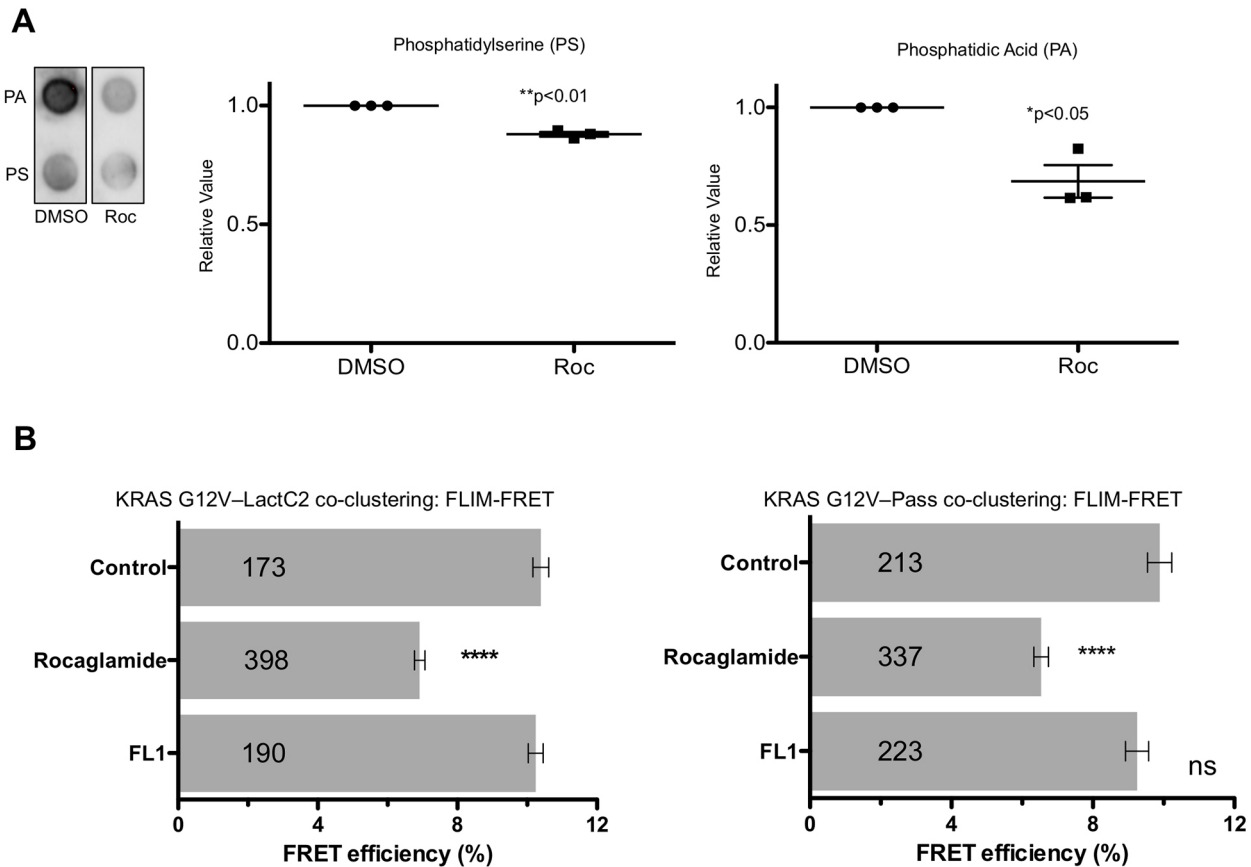 A
PA
PS
DMSO
Roc
Phosphatidylserine (PS)
**p<0.01
Relative Value
1.0
0.5
0.0
DMSO
Roc
Phosphatidic Acid (PA)
*p<0.05
Relative Value
1.0
0.5
0.0
DMSO
Roc
B
KRAS G12V–LactC2 co-clustering: FLIM-FRET
Control
173
Rocaglamide
398
****
FL1
190
0 4 8 12
FRET efficiency (%)
KRAS G12V–Pass co-clustering: FLIM-FRET
Control
213
Rocaglamide
337
****
FL1
223
ns
0 4 8 12
FRET efficiency (%)